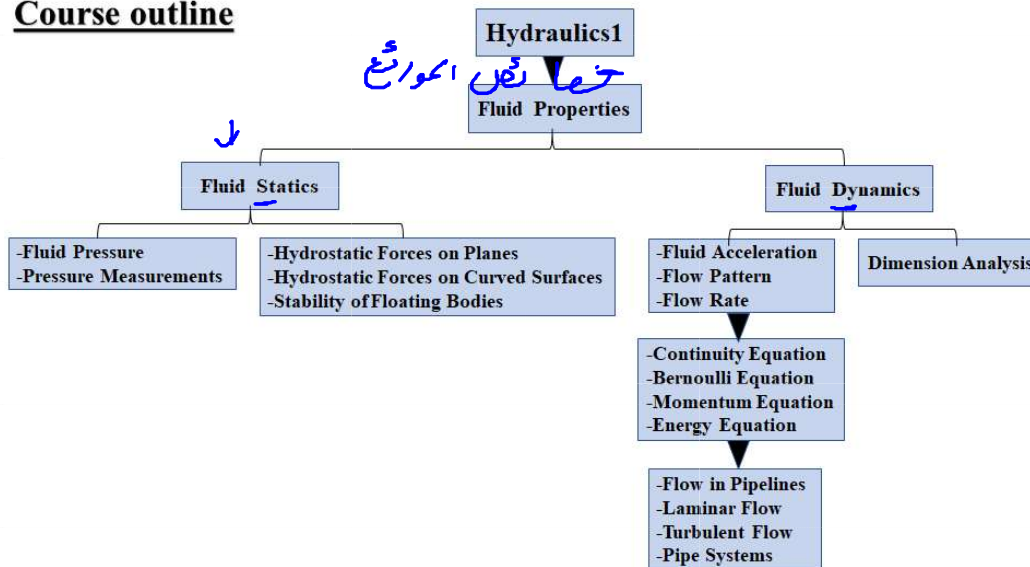 Course outline
Hydraulics1
خصائص الموائع
Fluid Properties
Fluid Statics
Fluid Dynamics
-Fluid Pressure
-Pressure Measurements
-Hydrostatic Forces on Planes
-Hydrostatic Forces on Curved Surfaces
-Stability of Floating Bodies
-Fluid Acceleration
-Flow Pattern
-Flow Rate
Dimension Analysis
-Continuity Equation
-Bernoulli Equation
-Momentum Equation
-Energy Equation
-Flow in Pipelines
-Laminar Flow
-Turbulent Flow
-Pipe Systems